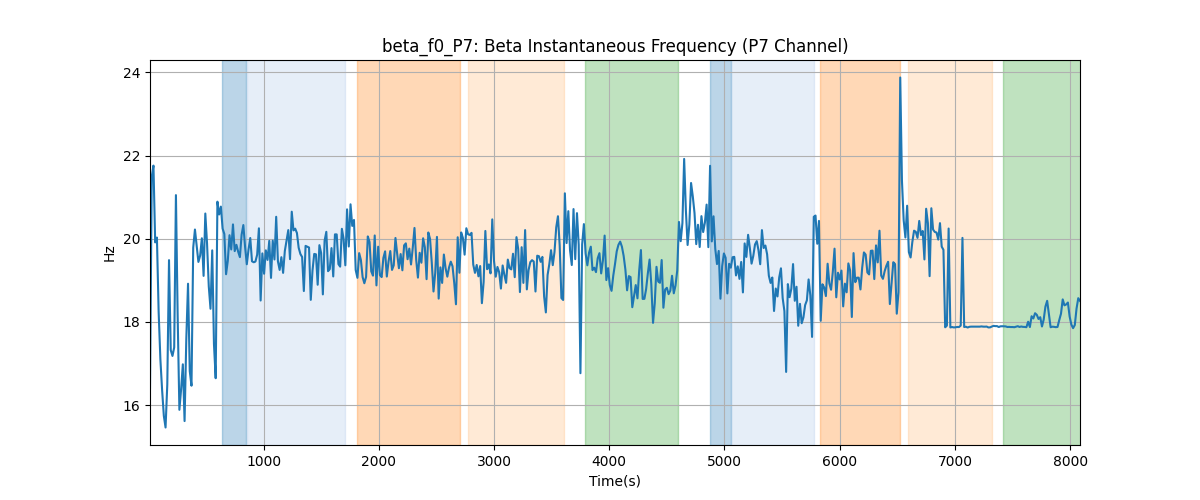 beta_f0_P7: Beta Instantaneous Frequency (P7 Channel)
24
22
20
18
16
Hz
1000 2000 3000 4000 5000 6000 7000 8000
Time(s)